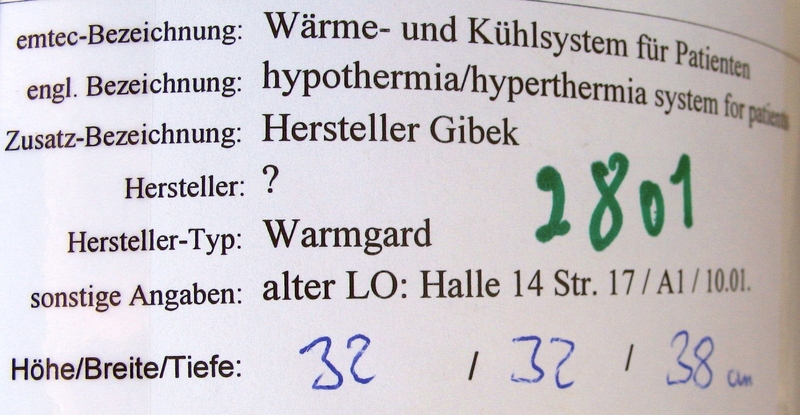 emtec-Bezeichnung: Wärme- und Kühlsystem für Patienten
engl. Bezeichnung: hypothermia/hyperthermia system for patients
Zusatz-Bezeichnung: Hersteller Gibek
Hersteller: ?
2801
Hersteller-Typ: Warmgard
sonstige Angaben: alter LO: Halle 14 Str. 17 / A1 / 10.01.
Höhe/Breite/Tiefe: 32 / 32 / 38 cm